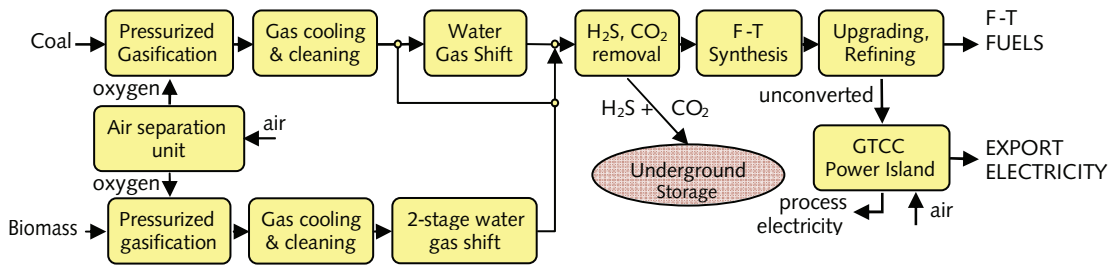 Coal
Pressurized
Gasification
Gas cooling
& cleaning
Water
Gas Shift
H₂S, CO₂
removal
F-T
Synthesis
Upgrading,
Refining
F-T
FUELS
oxygen
Air separation
unit
air
oxygen
H₂S + CO₂
Underground
Storage
unconverted
GTCC
Power Island
EXPORT
ELECTRICITY
process
electricity
air
Biomass
Pressurized
gasification
Gas cooling
& cleaning
2-stage water
gas shift